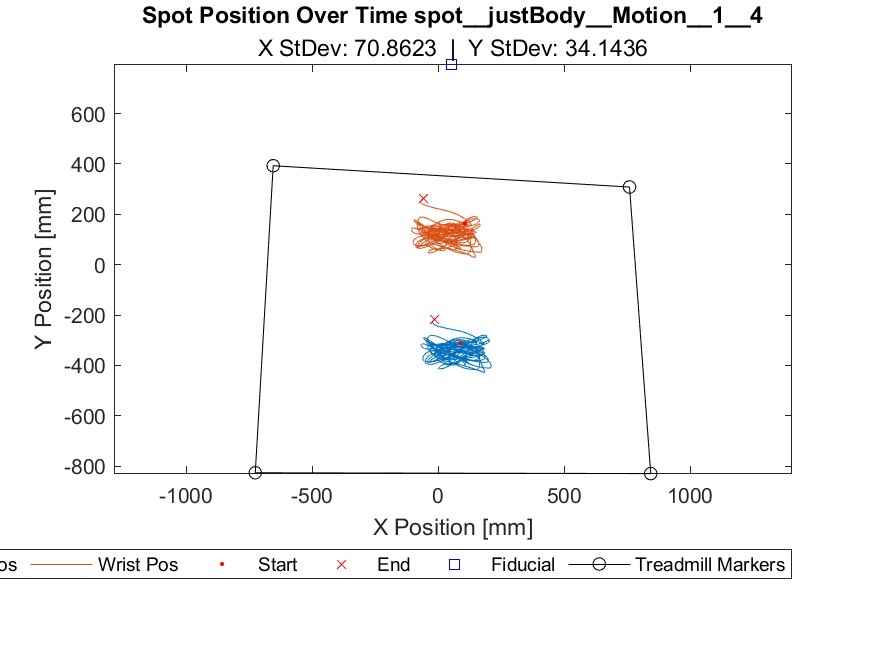 Spot Position Over Time spot__justBody__Motion__1__4
X StDev: 70.8623 | Y StDev: 34.1436
600
400
200
0
-200
-400
-600
-800
Y Position [mm]
-1000 -500 0 500 1000
X Position [mm]
os Wrist Pos Start End Fiducial Treadmill Markers